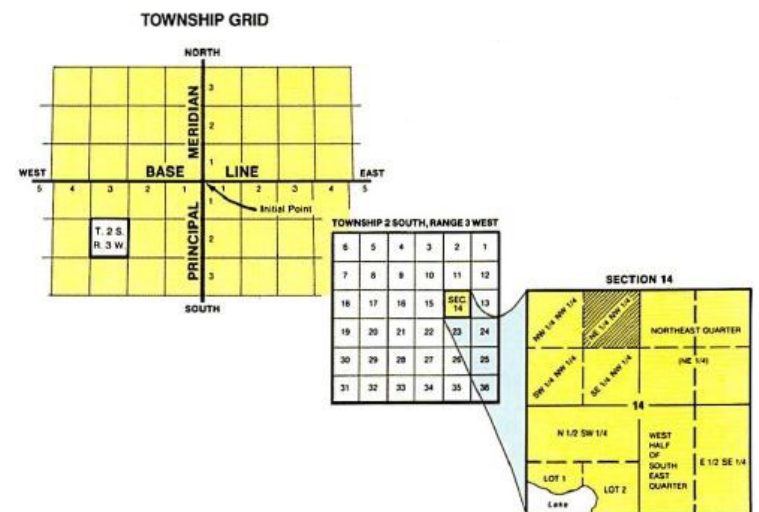 TOWNSHIP GRID
NORTH
3
2
1
MERIDIAN
WEST
BASE LINE
EAST
5 4 3 2 1 1 2 3 4 5
Initial Point
1
2
3
PRINCIPAL
T. 2 S.
R. 3 W.
SOUTH
TOWNSHIP 2 SOUTH, RANGE 3 WEST
6 5 4 3 2 1
7 8 9 10 11 12
18 17 16 15 SEC 14 13
19 20 21 22 23 24
30 29 28 27 26 25
31 32 33 34 35 36
SECTION 14
NW 1/4 NW 1/4
NE 1/4 NW 1/4
NORTHEAST QUARTER
(NE 1/4)
SW 1/4 NW 1/4
SE 1/4 NW 1/4
14
N 1/2 SW 1/4
WEST
HALF
OF
SOUTH
EAST
QUARTER
E 1/2 SE 1/4
LOT 1
LOT 2
Lake